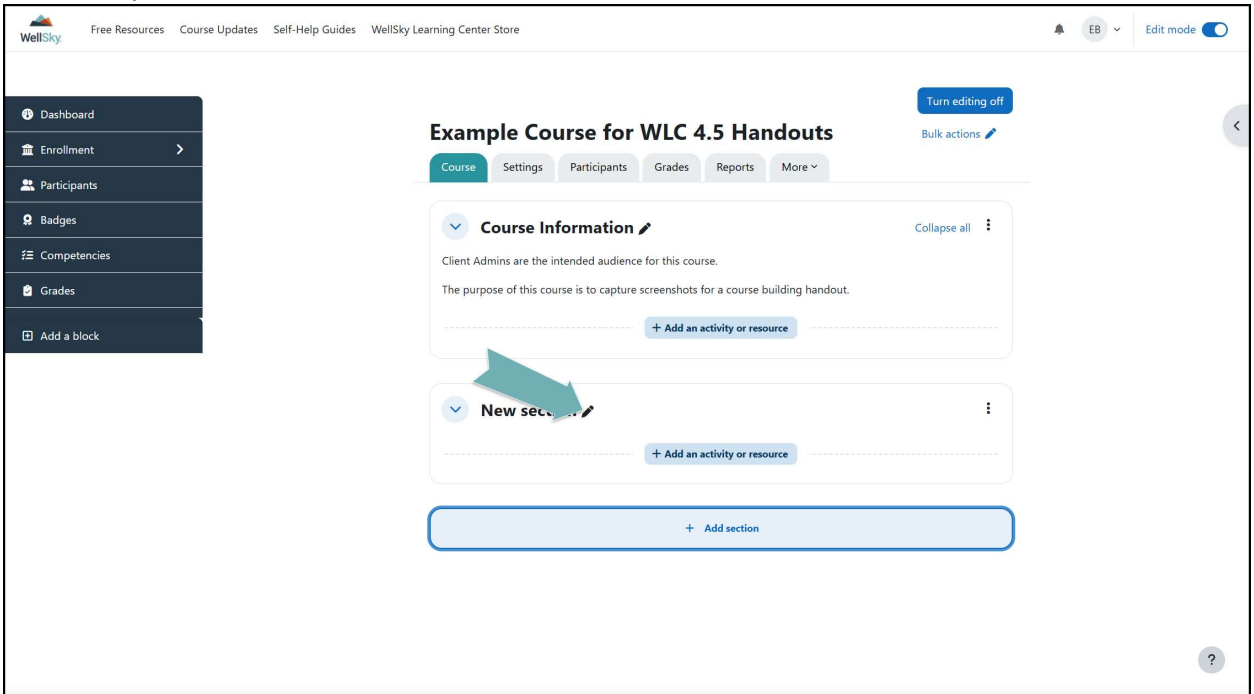 WellSky
Free Resources Course Updates Self-Help Guides WellSky Learning Center Store
EB
Edit mode
Dashboard
Enrollment
Participants
Badges
Competencies
Grades
Add a block
Turn editing off
Example Course for WLC 4.5 Handouts
Bulk actions
Course Settings Participants Grades Reports More
Course Information
Collapse all
Client Admins are the intended audience for this course.
The purpose of this course is to capture screenshots for a course building handout.
+ Add an activity or resource
New
+ Add an activity or resource
+ Add section
?